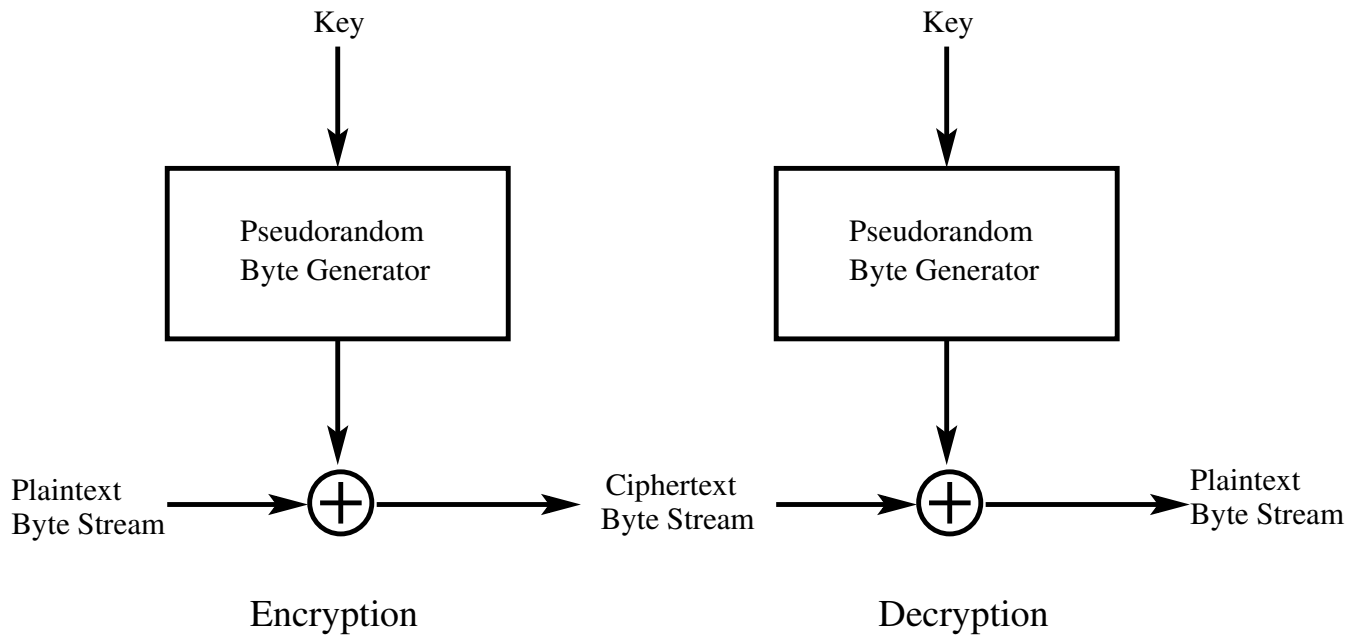 Key
Key
Pseudorandom
Byte Generator
Pseudorandom
Byte Generator
Plaintext
Byte Stream
Ciphertext
Byte Stream
Plaintext
Byte Stream
Encryption
Decryption